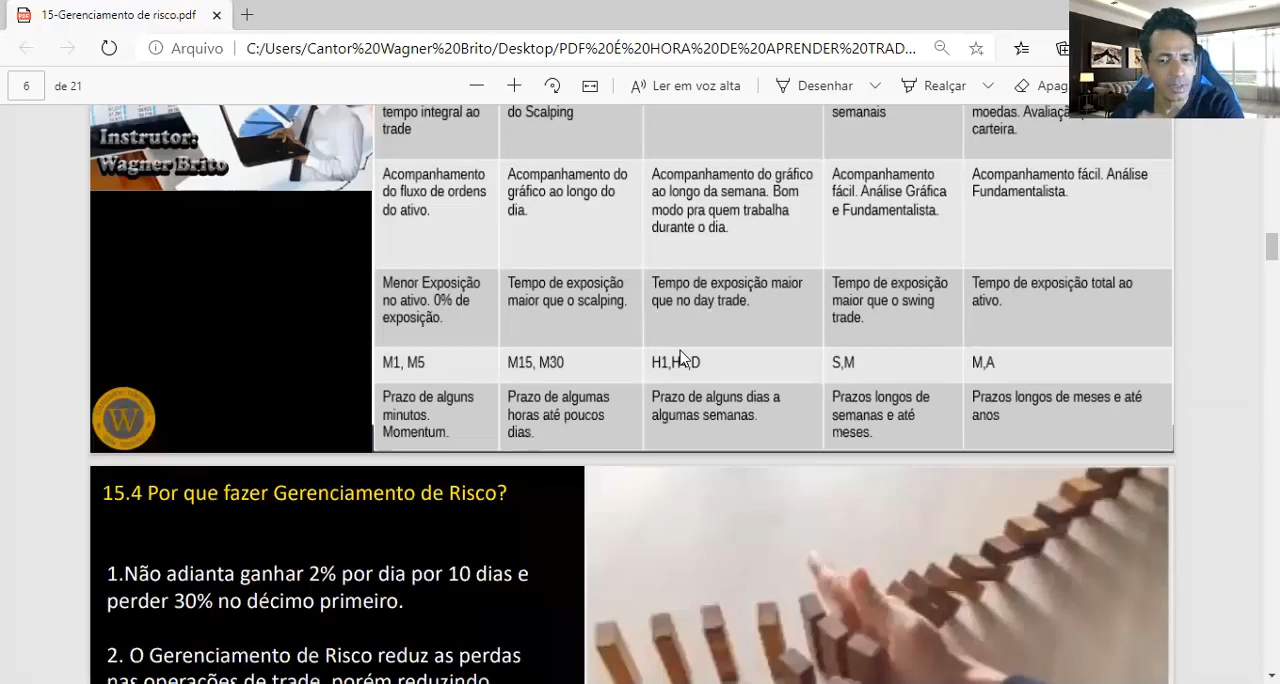 15-Gerenciamento de risco.pdf
Arquivo
C:/Users/Cantor%20Wagner%20Brito/Desktop/PDF%20É%20HORA%20DE%20APRENDER%20TRAD...
6
de 21
Ler em voz alta
Desenhar
Realçar
Apag
Instrutor:
Wagner Brito
W
tempo integral ao
trade
do Scalping
semanais
moedas. Avaliaç
carteira.
Acompanhamento
do fluxo de ordens
do ativo.
Acompanhamento do
gráfico ao longo do
dia.
Acompanhamento do gráfico
ao longo da semana. Bom
modo pra quem trabalha
durante o dia.
Acompanhamento
fácil. Análise Gráfica
e Fundamentalista.
Acompanhamento fácil. Análise
Fundamentalista.
Menor Exposição
no ativo. 0% de
exposição.
Tempo de exposição
maior que o scalping.
Tempo de exposição maior
que no day trade.
Tempo de exposição
maior que o swing
trade.
Tempo de exposição total ao
ativo.
M1, M5
M15, M30
H1,H D
S,M
M,A
Prazo de alguns
minutos.
Momentum.
Prazo de algumas
horas até poucos
dias.
Prazo de alguns dias a
algumas semanas.
Prazos longos de
semanas e até
meses.
Prazos longos de meses e até
anos
15.4 Por que fazer Gerenciamento de Risco?
1.Não adianta ganhar 2% por dia por 10 dias e
perder 30% no décimo primeiro.
2. O Gerenciamento de Risco reduz as perdas
nas operações de trade, porém reduzindo